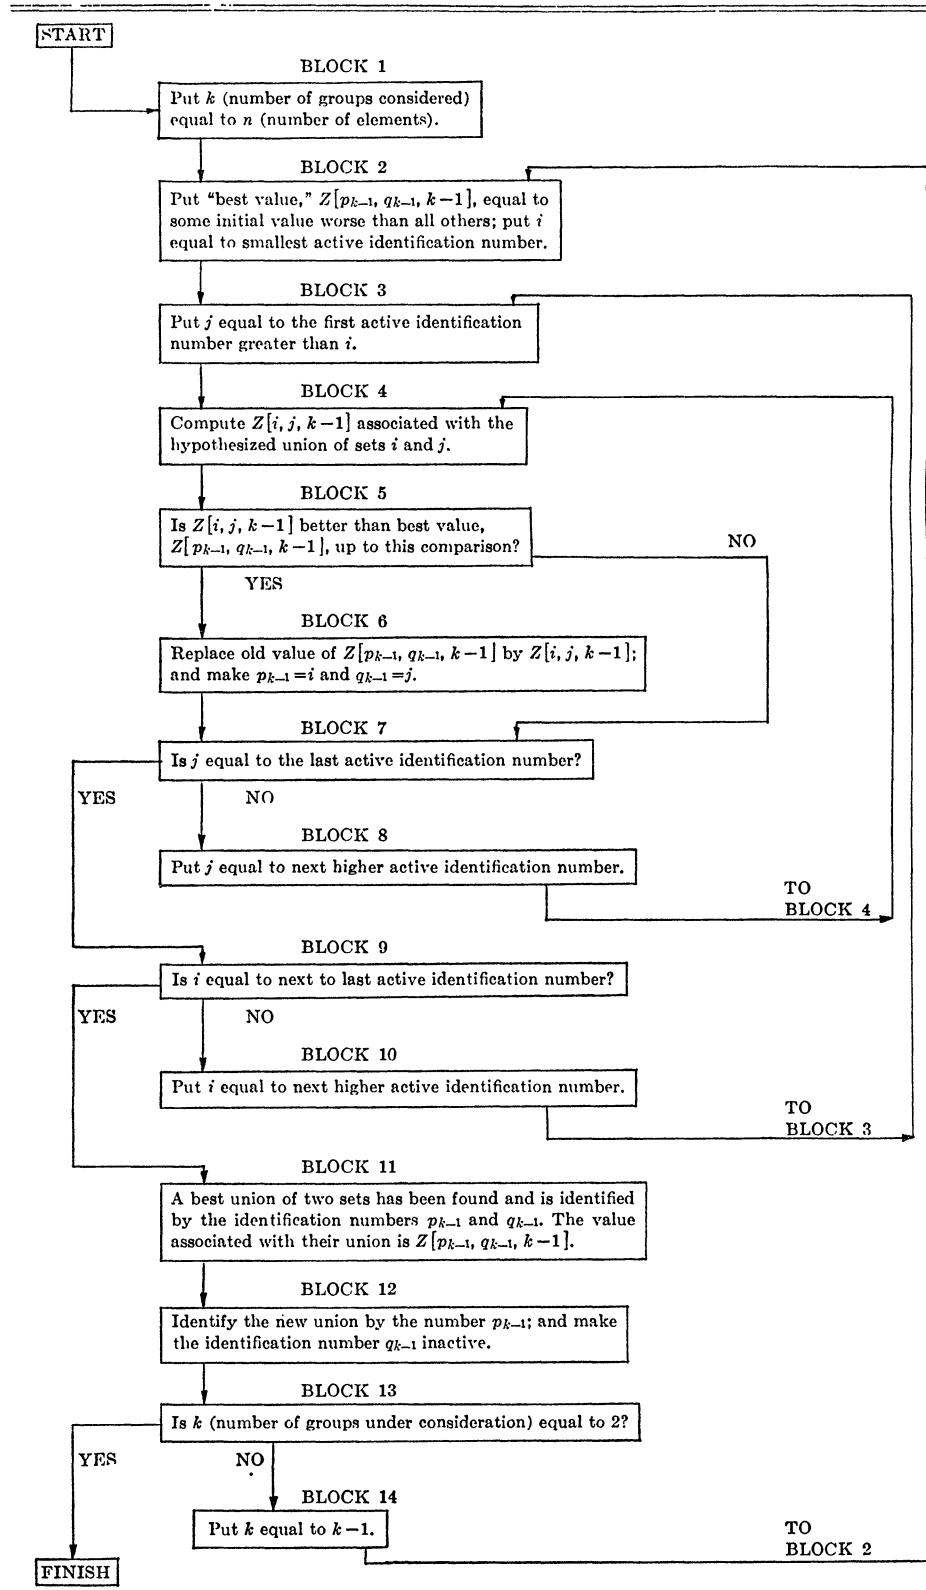 START
BLOCK 1
Put k (number of groups considered)
equal to n (number of elements).
BLOCK 2
Put "best value," Z[pₖ₋₁, qₖ₋₁, k−1], equal to
some initial value worse than all others; put i
equal to smallest active identification number.
BLOCK 3
Put j equal to the first active identification
number greater than i.
BLOCK 4
Compute Z[i, j, k−1] associated with the
hypothesized union of sets i and j.
BLOCK 5
Is Z[i, j, k−1] better than best value,
Z[pₖ₋₁, qₖ₋₁, k−1], up to this comparison?
NO
YES
BLOCK 6
Replace old value of Z[pₖ₋₁, qₖ₋₁, k−1] by Z[i, j, k−1];
and make pₖ₋₁=i and qₖ₋₁=j.
BLOCK 7
Is j equal to the last active identification number?
YES
NO
BLOCK 8
Put j equal to next higher active identification number.
TO
BLOCK 4
BLOCK 9
Is i equal to next to last active identification number?
YES
NO
BLOCK 10
Put i equal to next higher active identification number.
TO
BLOCK 3
BLOCK 11
A best union of two sets has been found and is identified
by the identification numbers pₖ₋₁ and qₖ₋₁. The value
associated with their union is Z[pₖ₋₁, qₖ₋₁, k−1].
BLOCK 12
Identify the new union by the number pₖ₋₁; and make
the identification number qₖ₋₁ inactive.
BLOCK 13
Is k (number of groups under consideration) equal to 2?
YES
NO
BLOCK 14
Put k equal to k−1.
TO
BLOCK 2
FINISH